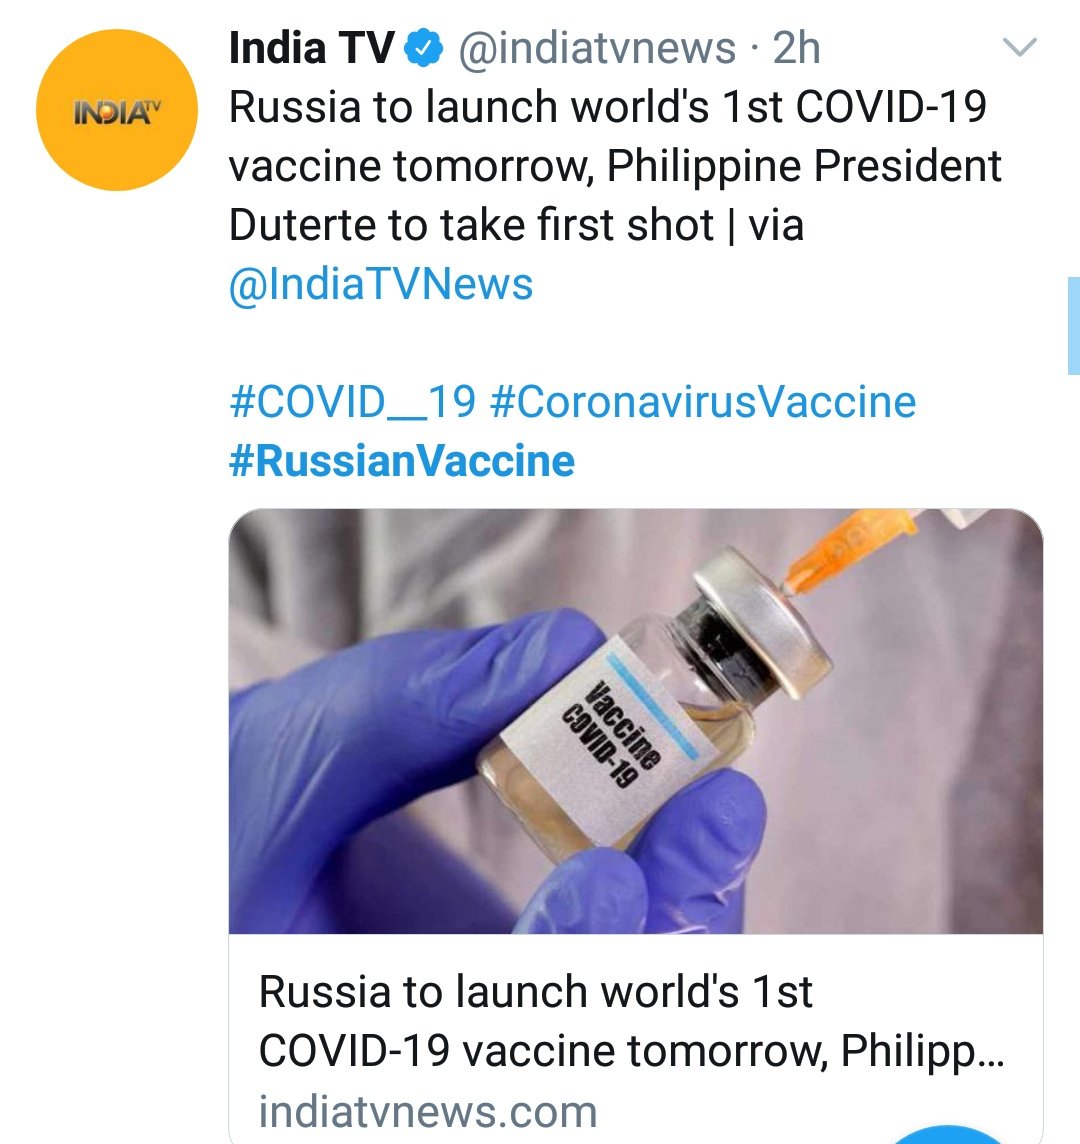 INDIA TV
India TV @indiatvnews · 2h
Russia to launch world's 1st COVID-19
vaccine tomorrow, Philippine President
Duterte to take first shot | via
@IndiaTVNews
#COVID__19 #CoronavirusVaccine
#RussianVaccine
Vaccine
COVID-19
Russia to launch world's 1st
COVID-19 vaccine tomorrow, Philipp...
indiatvnews.com